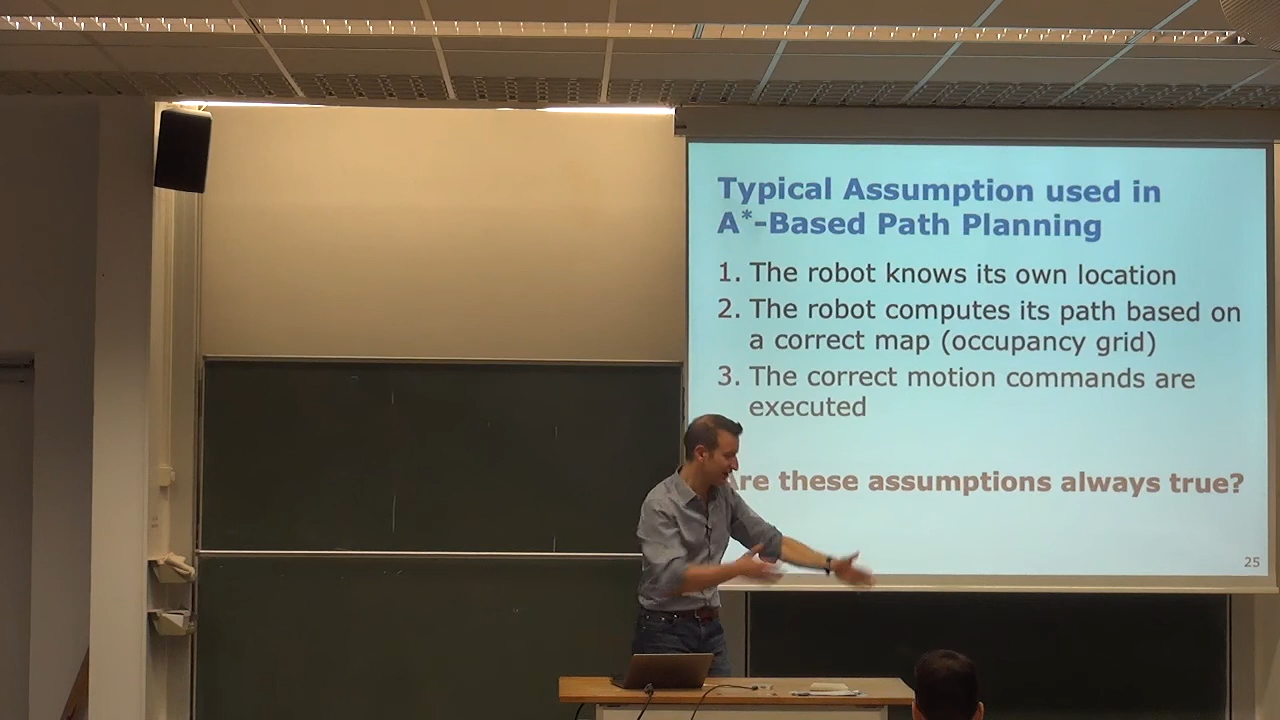 Typical Assumption used in
A*-Based Path Planning
1. The robot knows its own location
2. The robot computes its path based on
a correct map (occupancy grid)
3. The correct motion commands are
executed
Are these assumptions always true?
25